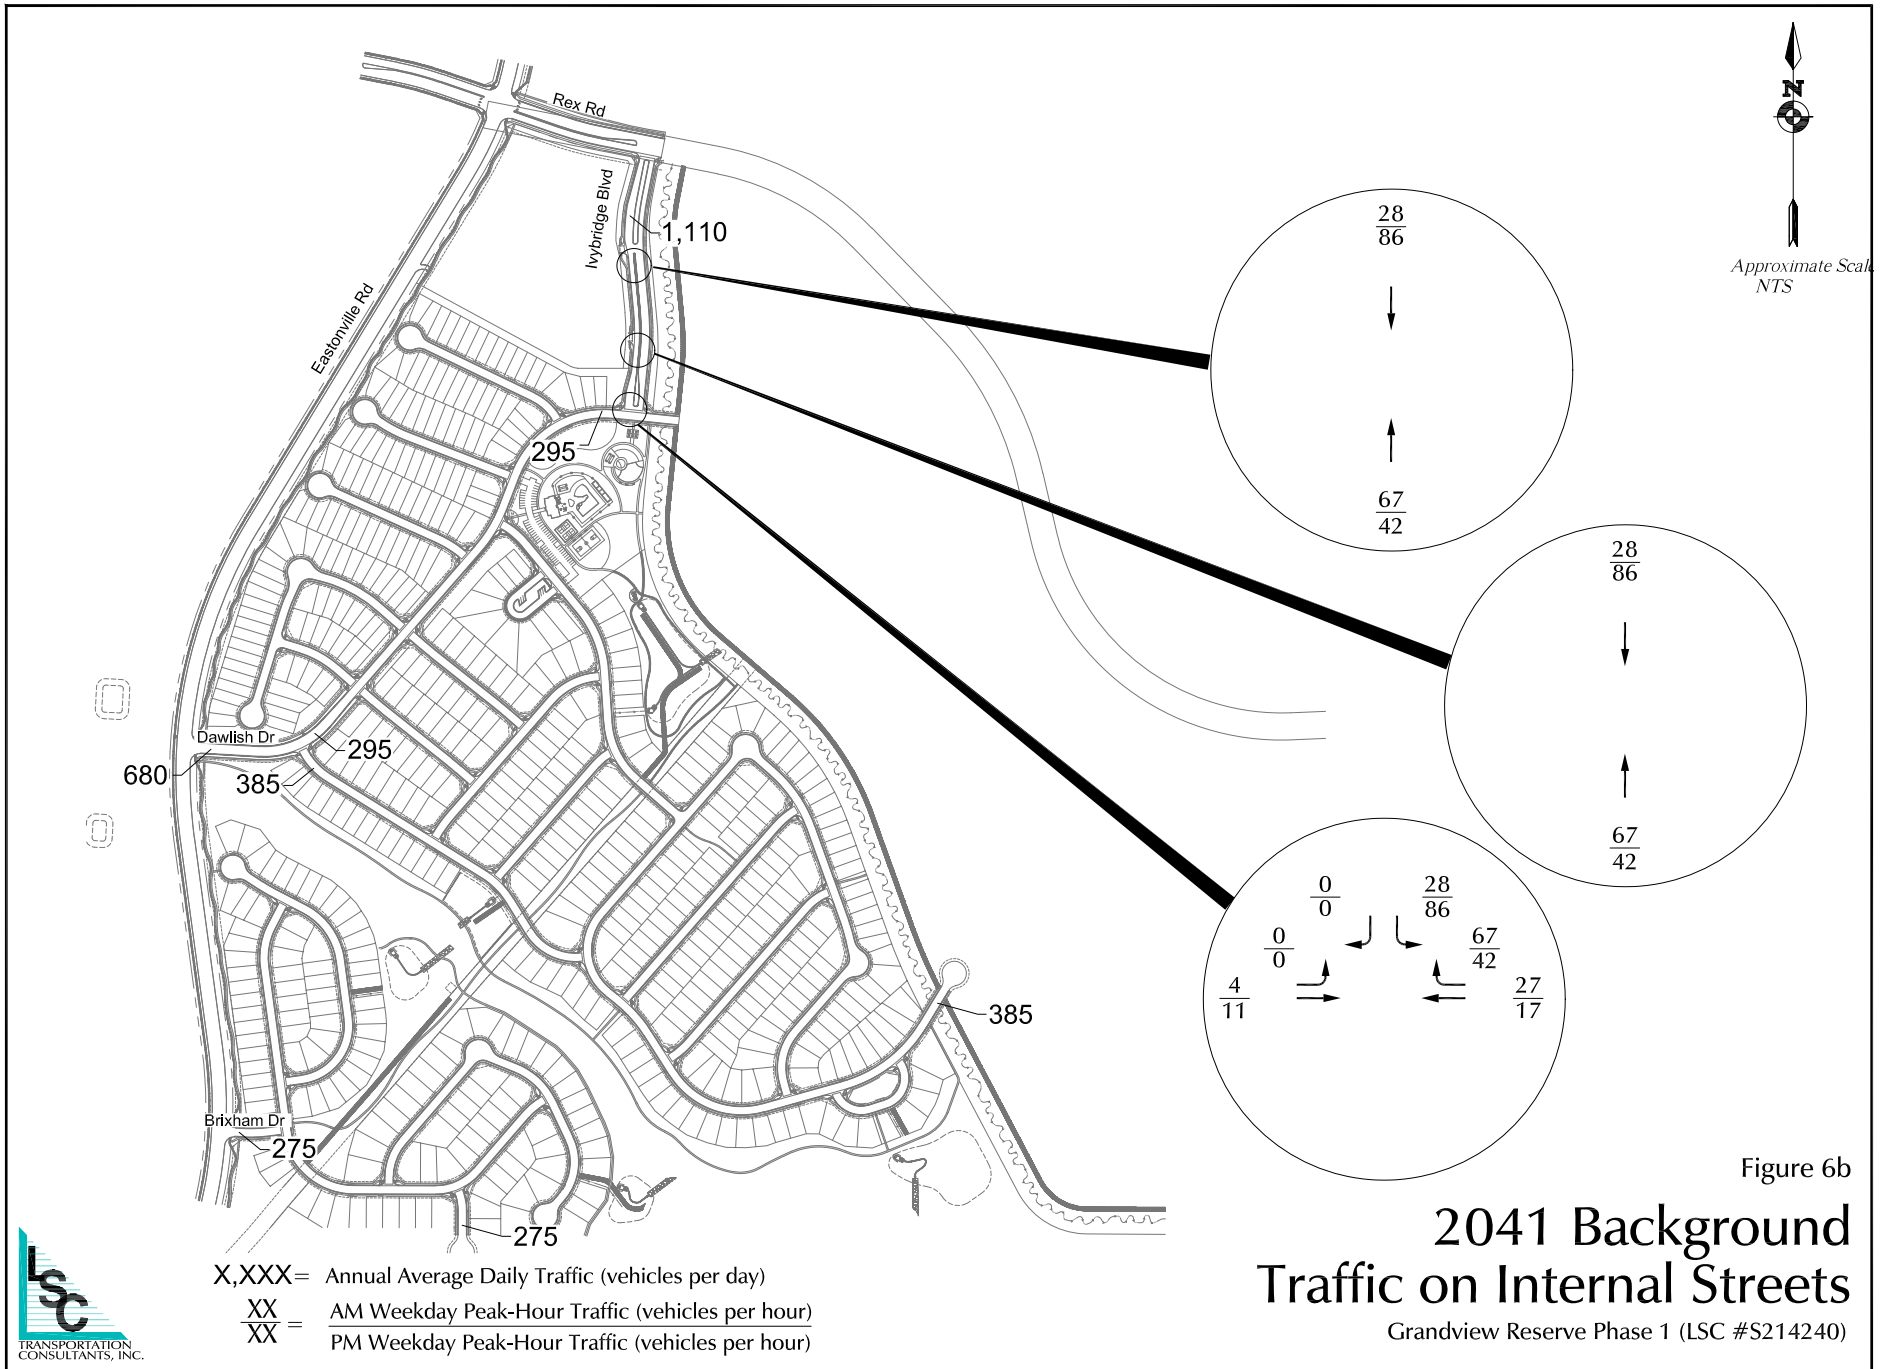 Rex Rd
Ivybridge Blvd
1,110
Eastonville Rd
295
Dawlish Dr
295
680
385
385
Brixham Dr
275
275
28
86
67
42
28
86
67
42
0
0
28
86
0
0
67
42
4
11
27
17
N
Approximate Scale
NTS
Figure 6b
2041 Background
Traffic on Internal Streets
Grandview Reserve Phase 1 (LSC #S214240)
X,XXX= Annual Average Daily Traffic (vehicles per day)
XX = AM Weekday Peak-Hour Traffic (vehicles per hour)
XX PM Weekday Peak-Hour Traffic (vehicles per hour)
LSC
TRANSPORTATION
CONSULTANTS, INC.